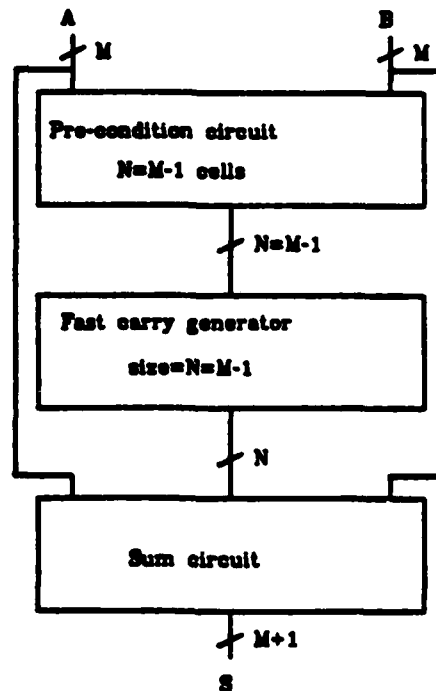 A
B
M
M
Pre-condition circuit
N=M-1 cells
N=M-1
Fast carry generator
size=N=M-1
N
Sum circuit
M+1
S